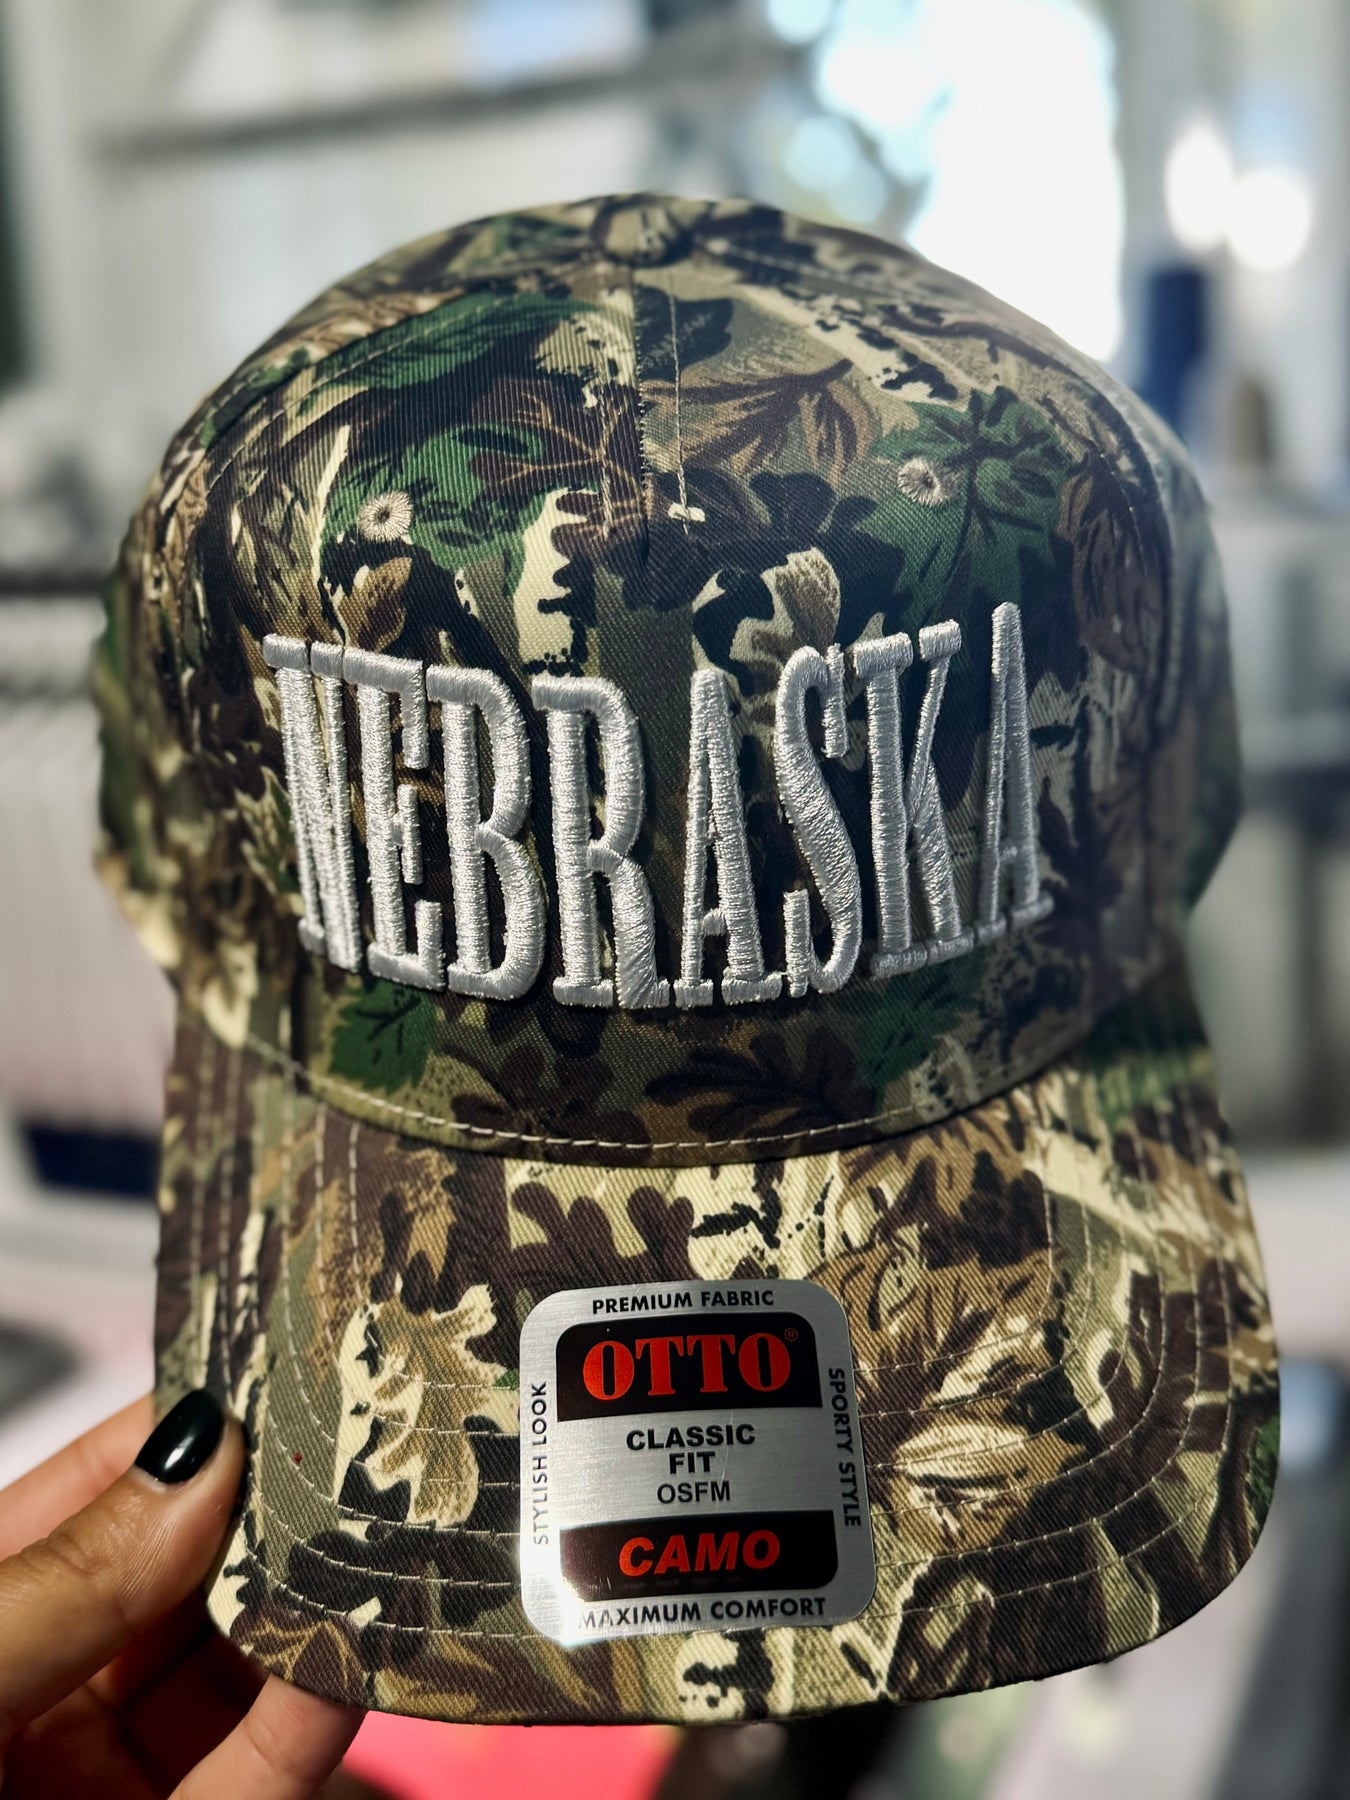 NEBRASKA
PREMIUM FABRIC
OTTO®
STYLISH LOOK
CLASSIC
FIT
OSFM
SPORTY STYLE
CAMO
MAXIMUM COMFORT